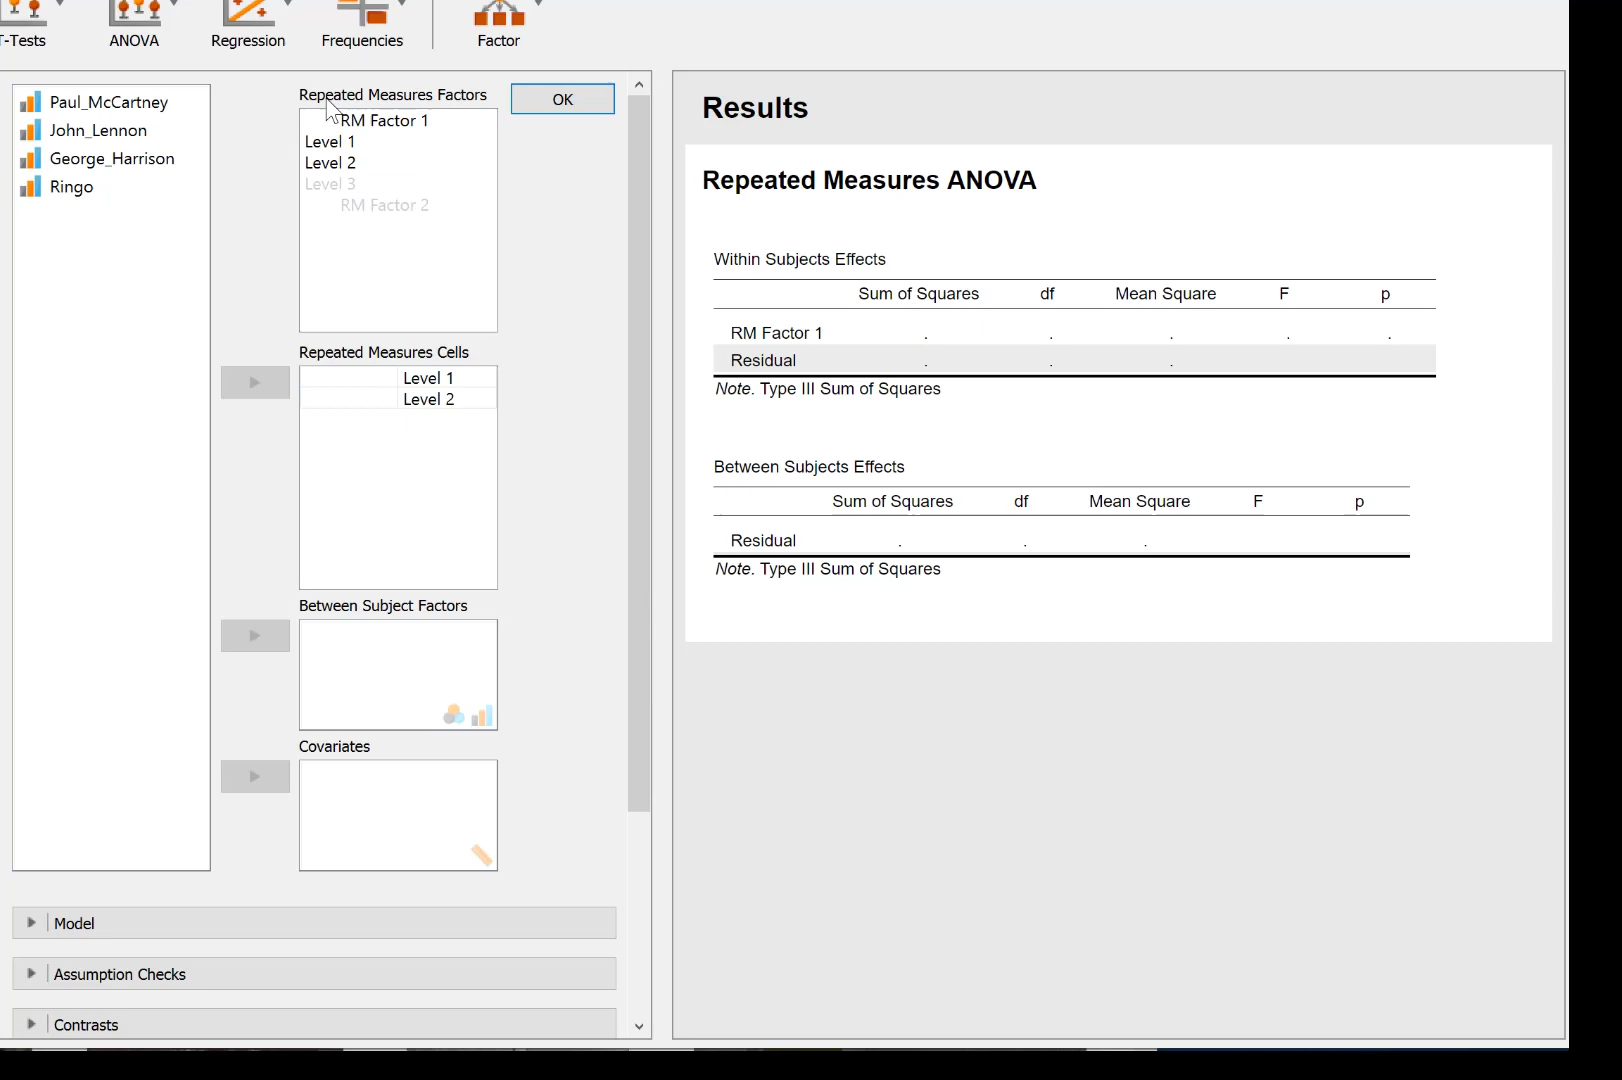 T-Tests
ANOVA
Regression
Frequencies
Factor
Paul_McCartney
John_Lennon
George_Harrison
Ringo
Repeated Measures Factors
OK
RM Factor 1
Level 1
Level 2
Level 3
RM Factor 2
Repeated Measures Cells
Level 1
Level 2
Between Subject Factors
Covariates
Model
Assumption Checks
Contrasts
Results
Repeated Measures ANOVA
Within Subjects Effects
Sum of Squares df Mean Square F p
RM Factor 1 . . . . .
Residual . . .
Note. Type III Sum of Squares
Between Subjects Effects
Sum of Squares df Mean Square F p
Residual . . .
Note. Type III Sum of Squares